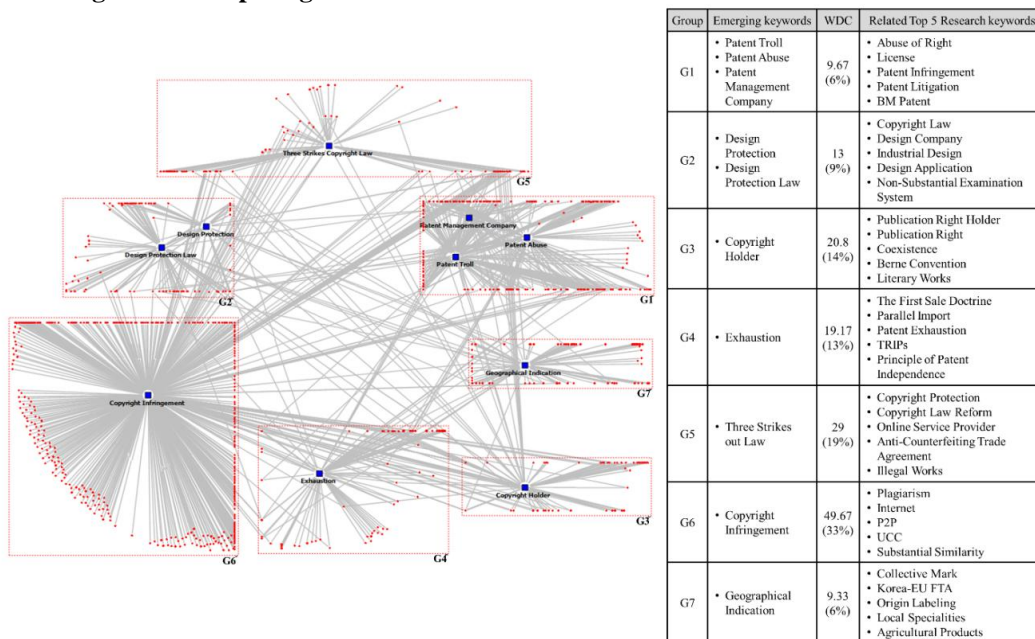 Three Strikes Copyright Law
G5
Design Protection
Design Protection Law
G2
Patent Management Company
Patent Abuse
Patent Troll
G1
Geographical Indication
G7
Copyright Infringement
G6
Exhaustion
G4
Copyright Holder
G3
Group Emerging keywords WDC Related Top 5 Research keywords
G1
• Patent Troll
• Patent Abuse
• Patent
Management
Company
9.67
(6%)
• Abuse of Right
• License
• Patent Infringement
• Patent Litigation
• BM Patent
G2
• Design
Protection
• Design
Protection Law
13
(9%)
• Copyright Law
• Design Company
• Industrial Design
• Design Application
• Non-Substantial Examination
System
G3
• Copyright
Holder
20.8
(14%)
• Publication Right Holder
• Publication Right
• Coexistence
• Berne Convention
• Literary Works
G4
• Exhaustion
19.17
(13%)
• The First Sale Doctrine
• Parallel Import
• Patent Exhaustion
• TRIPs
• Principle of Patent
Independence
G5
• Three Strikes
out Law
29
(19%)
• Copyright Protection
• Copyright Law Reform
• Online Service Provider
• Anti-Counterfeiting Trade
Agreement
• Illegal Works
G6
• Copyright
Infringement
49.67
(33%)
• Plagiarism
• Internet
• P2P
• UCC
• Substantial Similarity
G7
• Geographical
Indication
9.33
(6%)
• Collective Mark
• Korea-EU FTA
• Origin Labeling
• Local Specialities
• Agricultural Products